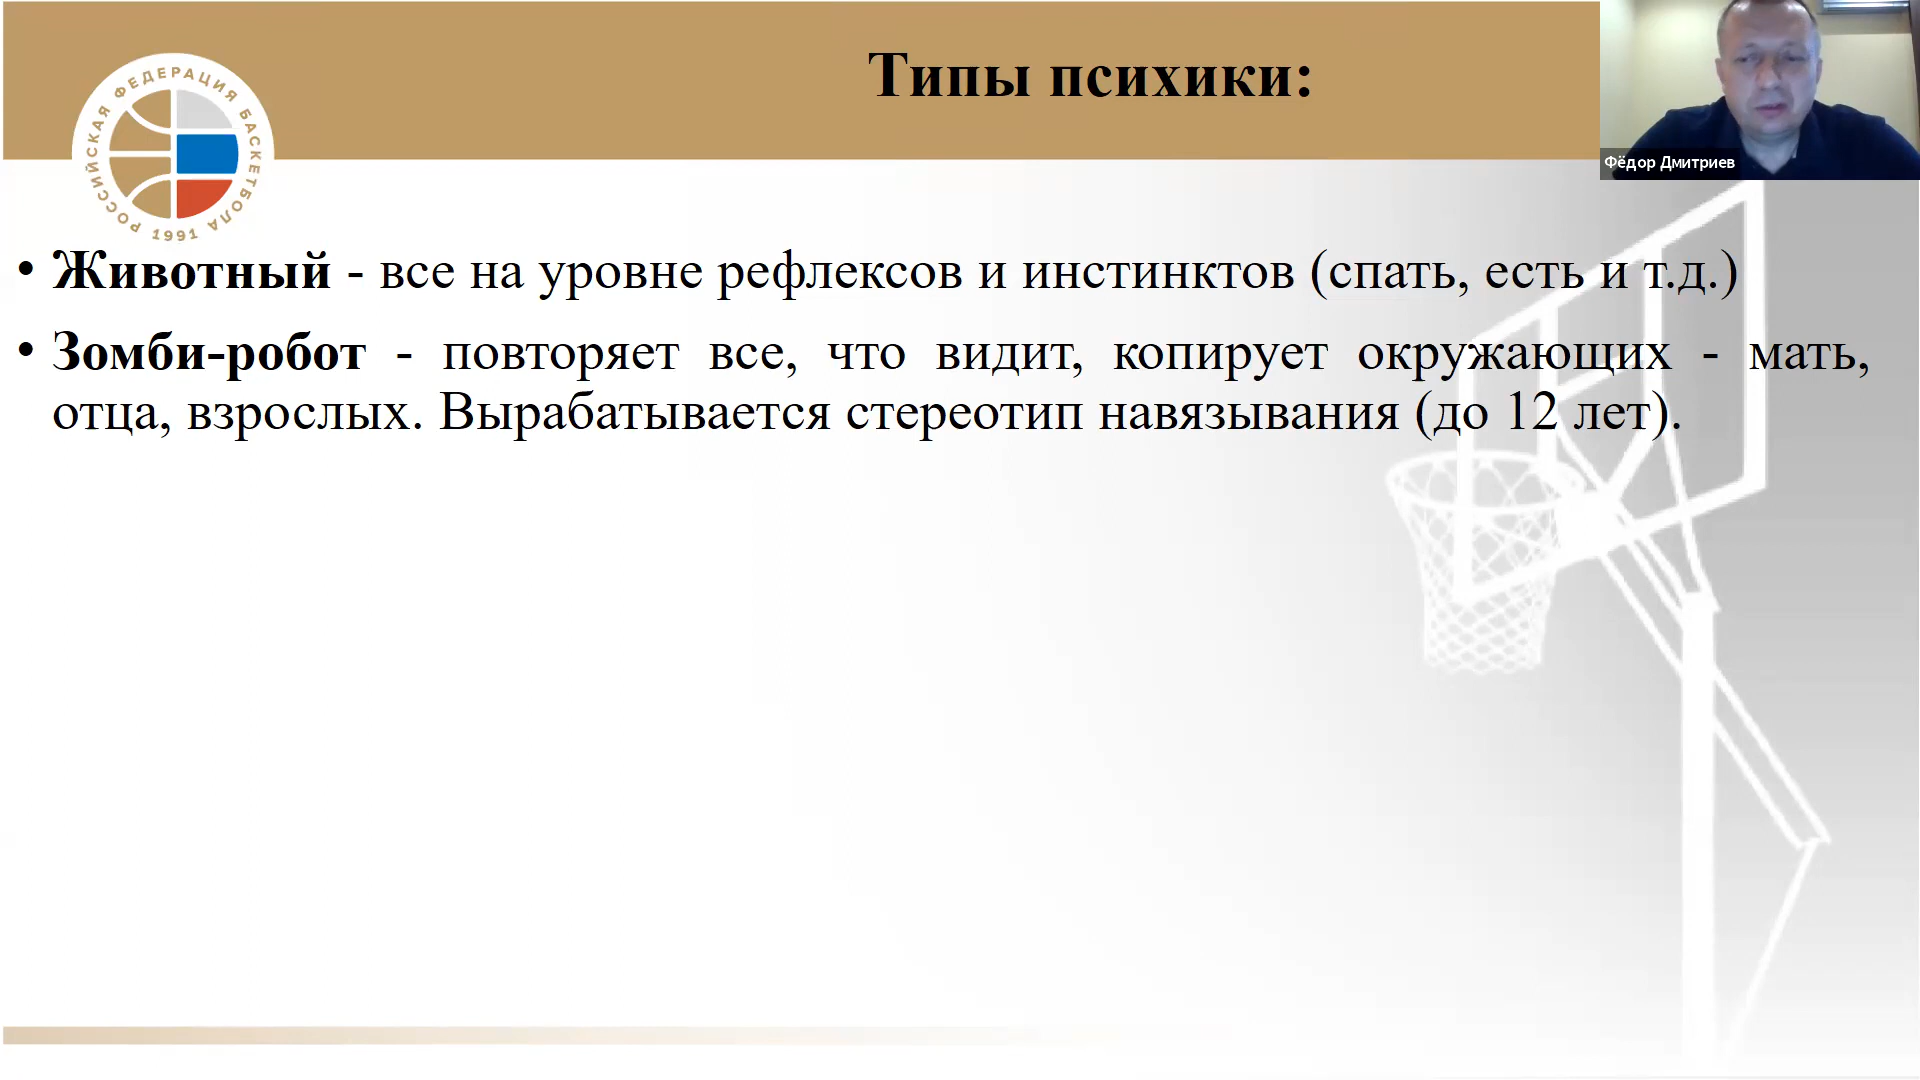 Типы психики:
РОССИЙСКАЯ ФЕДЕРАЦИЯ БАСКЕТБОЛА
1991
Фёдор Дмитриев
• Животный - все на уровне рефлексов и инстинктов (спать, есть и т.д.)
• Зомби-робот - повторяет все, что видит, копирует окружающих - мать,
отца, взрослых. Вырабатывается стереотип навязывания (до 12 лет).